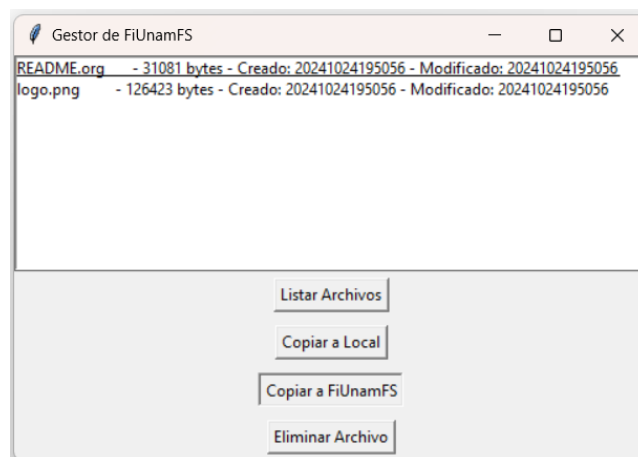 Gestor de FiUnamFS
README.org - 31081 bytes - Creado: 20241024195056 - Modificado: 20241024195056
logo.png - 126423 bytes - Creado: 20241024195056 - Modificado: 20241024195056
Listar Archivos
Copiar a Local
Copiar a FiUnamFS
Eliminar Archivo